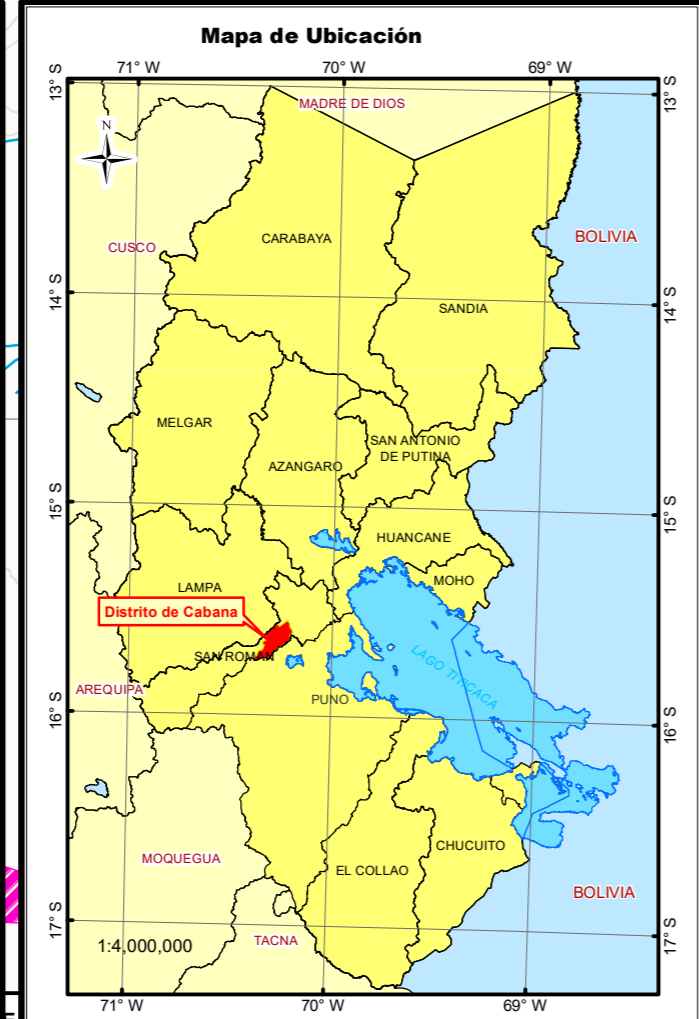 Mapa de Ubicación
71° W
70° W
69° W
13° S
13° S
MADRE DE DIOS
N
CUSCO
CARABAYA
BOLIVIA
14° S
14° S
SANDIA
MELGAR
AZANGARO
SAN ANTONIO
DE PUTINA
15° S
15° S
HUANCANE
MOHO
LAMPA
Distrito de Cabana
SAN ROMAN
LAGO TITICACA
AREQUIPA
PUNO
16° S
16° S
CHUCUITO
MOQUEGUA
EL COLLAO
BOLIVIA
17° S
17° S
1:4,000,000
TACNA
71° W
70° W
69° W